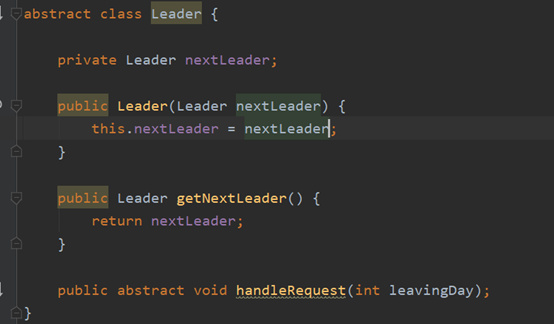 abstract class Leader {
private Leader nextLeader;
public Leader(Leader nextLeader) {
this.nextLeader = nextLeader;
}
public Leader getNextLeader() {
return nextLeader;
}
public abstract void handleRequest(int leavingDay);
}